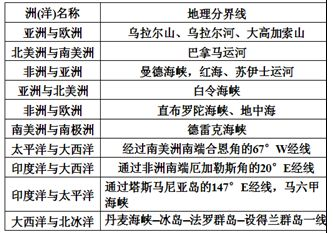 洲(洋)名称 地理分界线
亚洲与欧洲 乌拉尔山、乌拉尔河、大高加索山
北美洲与南美洲 巴拿马运河
非洲与亚洲 曼德海峡，红海、苏伊士运河
亚洲与北美洲 白令海峡
非洲与欧洲 直布罗陀海峡、地中海
南美洲与南极洲 德雷克海峡
太平洋与大西洋 经过南美洲南端合恩角的67°W经线
印度洋与大西洋 通过非洲南端厄加勒斯角的20°E经线
印度洋与太平洋 通过塔斯马尼亚岛的147°E经线，马六甲
海峡
大西洋与北冰洋 丹麦海峡—冰岛—法罗群岛—设得兰群岛一线